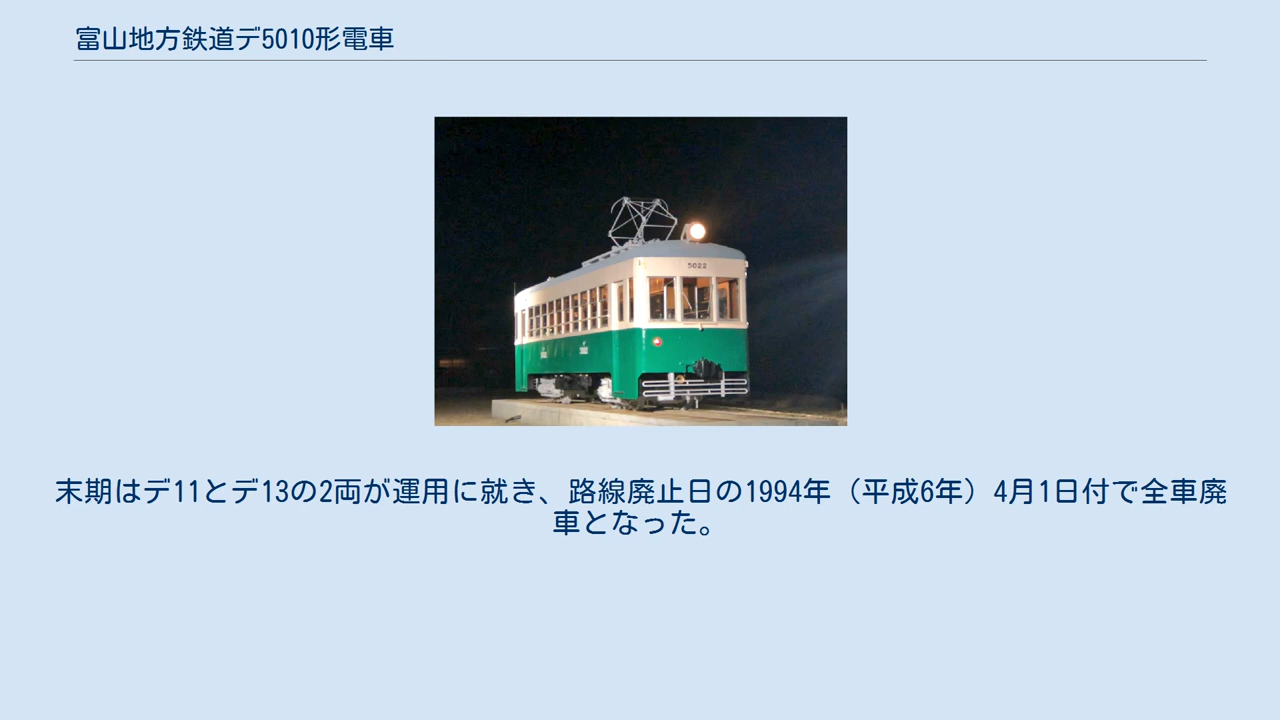 富山地方鉄道デ5010形電車
5022
末期はデ11とデ13の2両が運用に就き、路線廃止日の1994年（平成6年）4月1日付で全車廃
車となった。